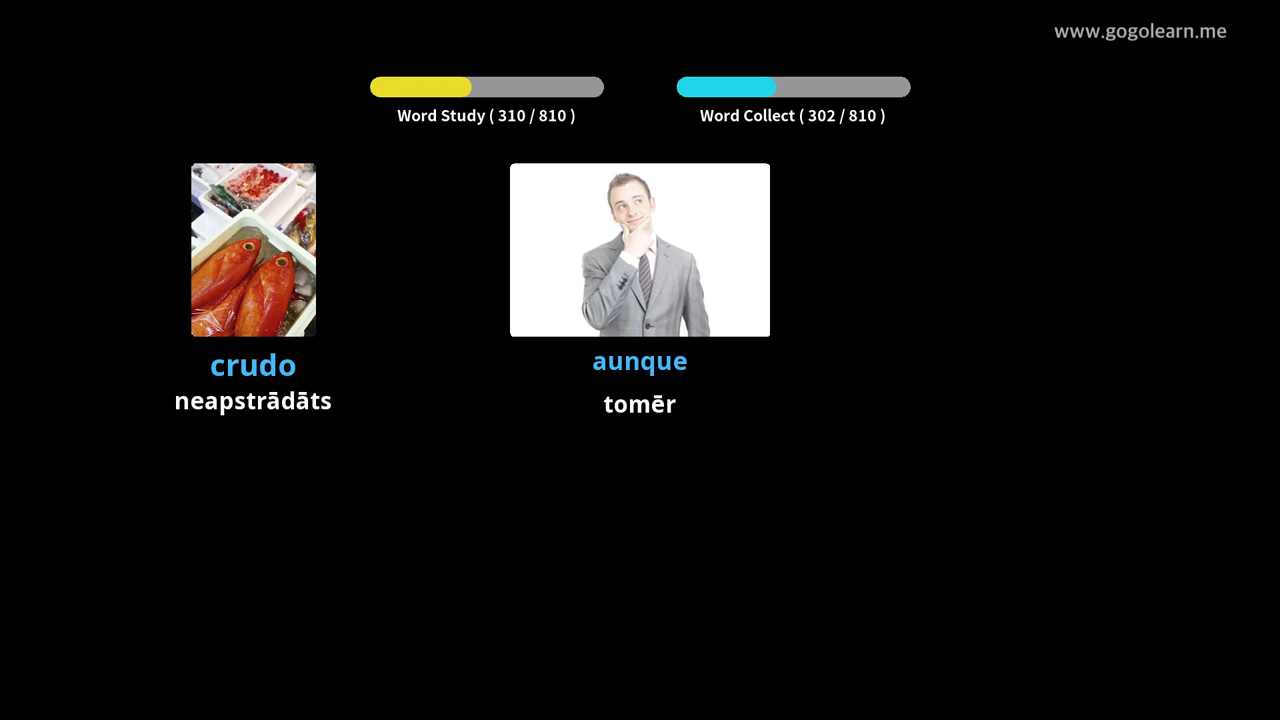 www.gogolearn.me
Word Study ( 310 / 810 )
Word Collect ( 302 / 810 )
crudo
neapstrādāts
aunque
tomēr